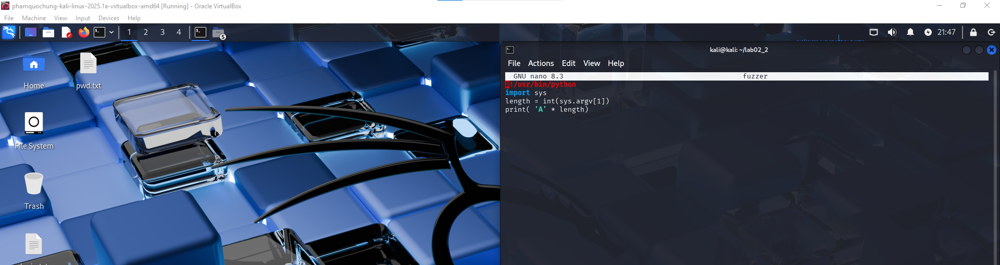 phamquochung-kali-linux-2025.1a-virtualbox-amd64 [Running] - Oracle VirtualBox
File Machine View Input Devices Help
1 2 3 4 5 21:47
kali@kali: ~/lab02_2
File Actions Edit View Help
GNU nano 8.3 fuzzer
#!/usr/bin/python
import sys
length = int(sys.argv[1])
print( 'A' * length)
Home
pwd.txt
File System
Trash